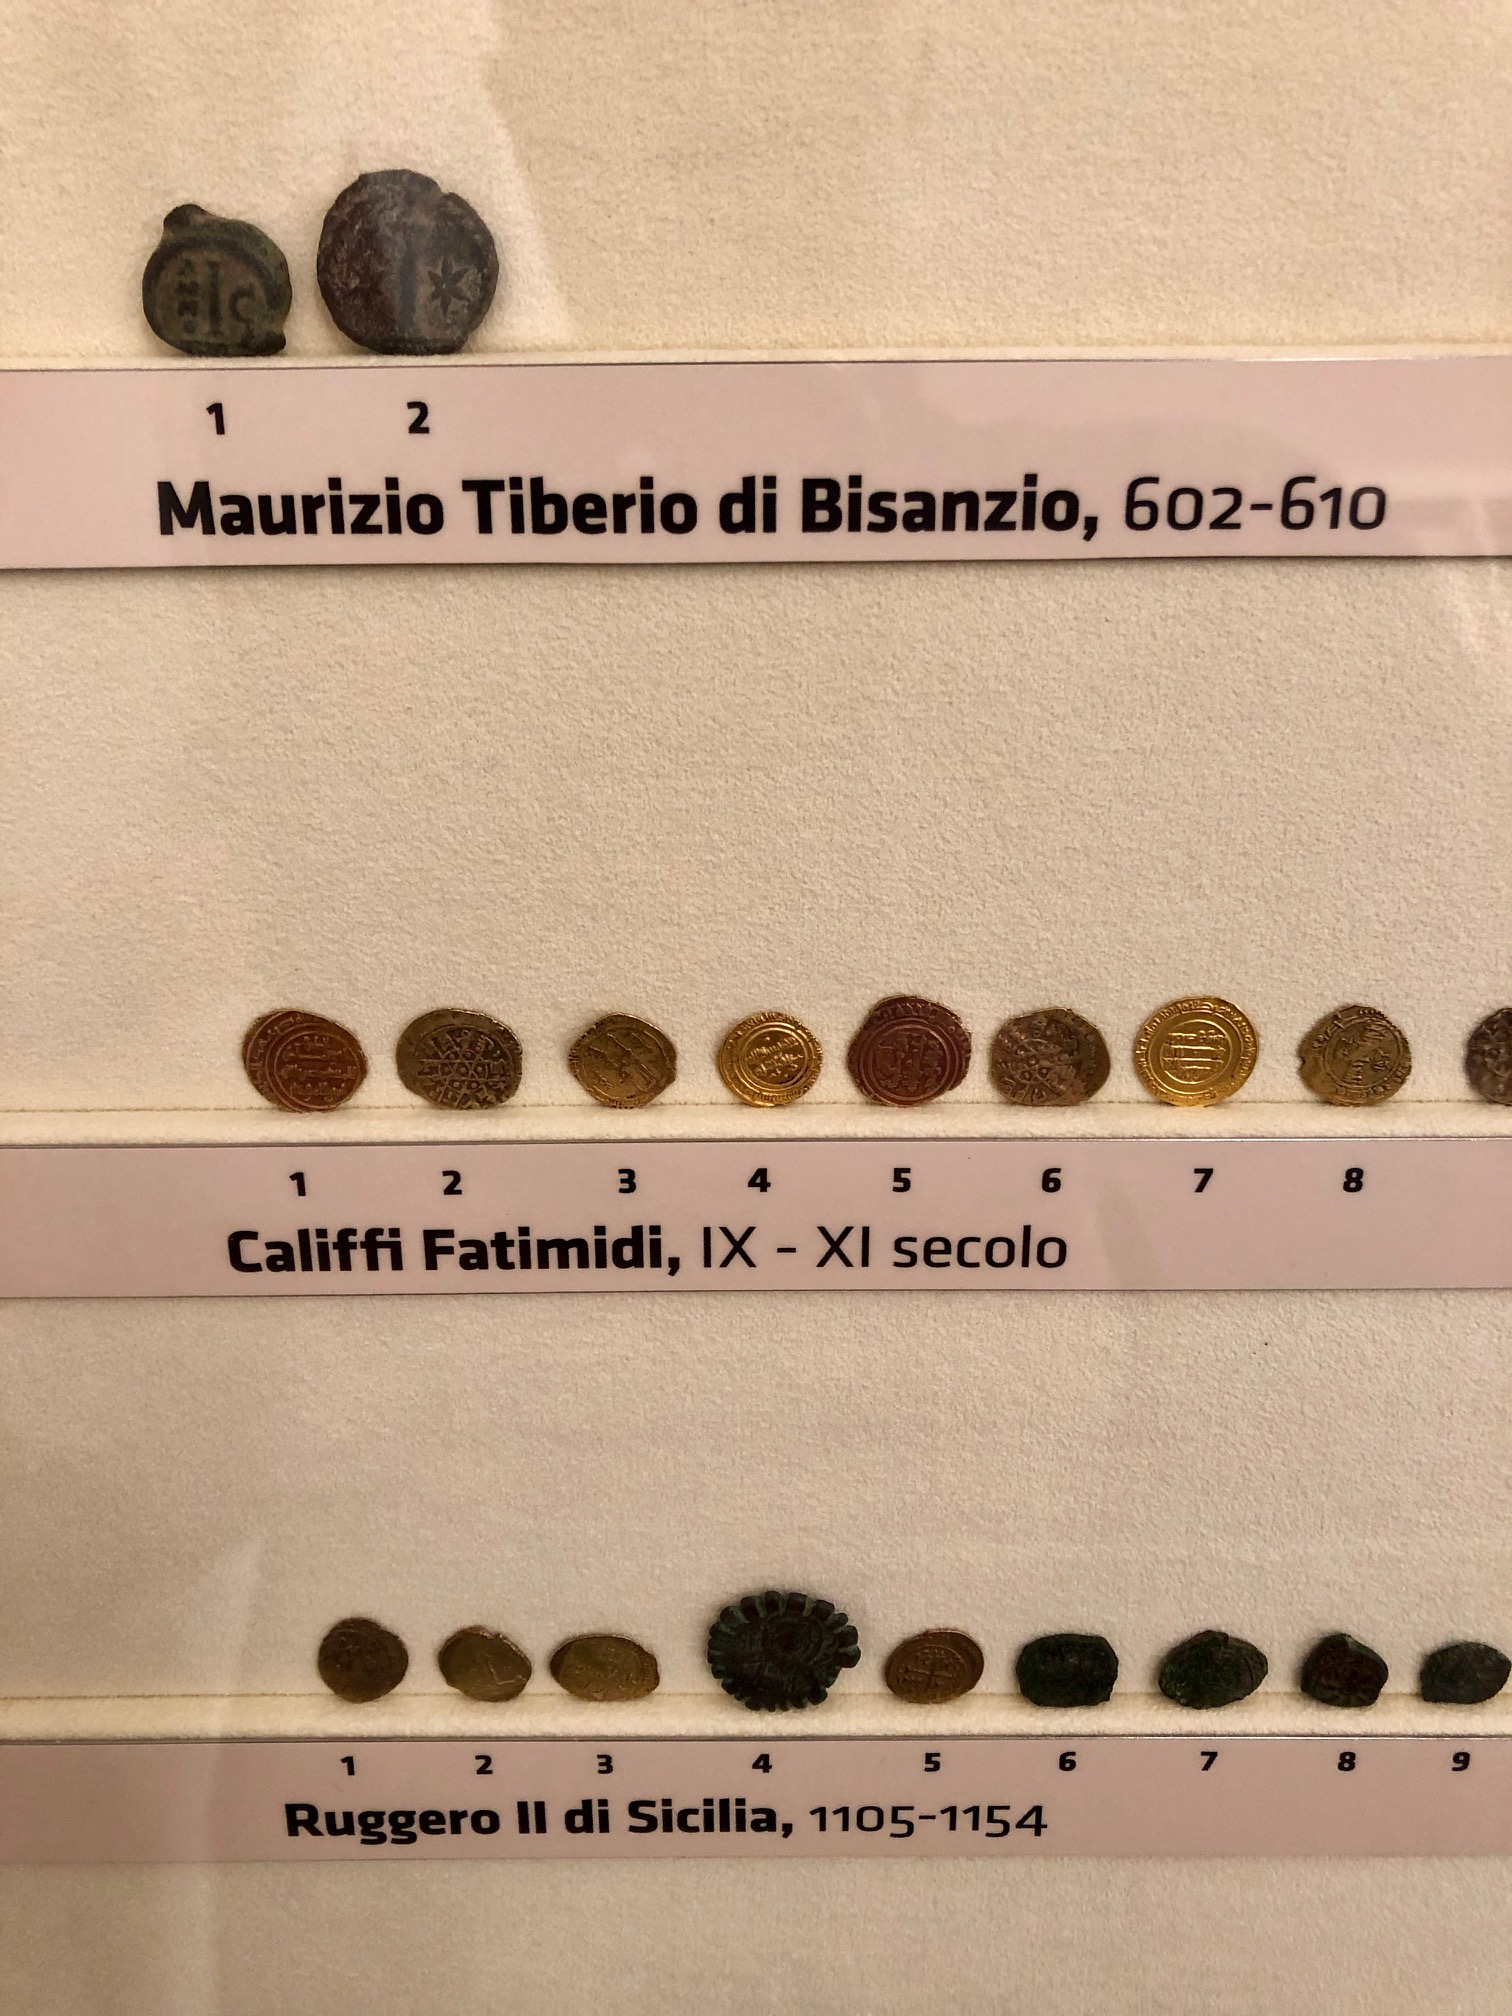 1 2
Maurizio Tiberio di Bisanzio, 602-610
1 2 3 4 5 6 7 8
Califfi Fatimidi, IX - XI secolo
1 2 3 4 5 6 7 8 9
Ruggero II di Sicilia, 1105-1154